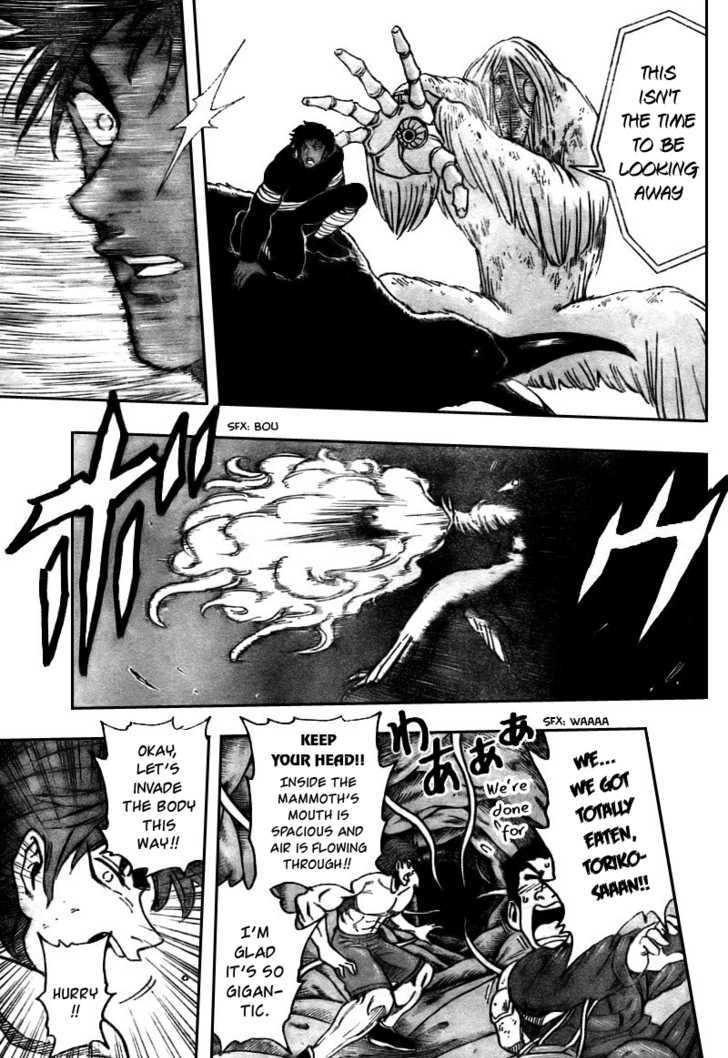 THIS
ISN'T
THE TIME
TO BE
LOOKING
AWAY
SFX: BOU
ボッ
SFX: WAAAA
WE...
WE GOT
TOTALLY
EATEN,
TORIKO-
SAAAN!!
わあああ
We're
done
for
KEEP
YOUR HEAD!!
INSIDE THE
MAMMOTH'S
MOUTH IS
SPACIOUS AND
AIR IS FLOWING
THROUGH!!
I'M
GLAD
IT'S SO
GIGAN-
TIC.
OKAY,
LET'S
INVADE
THE BODY
THIS
WAY!!
HURRY
!!